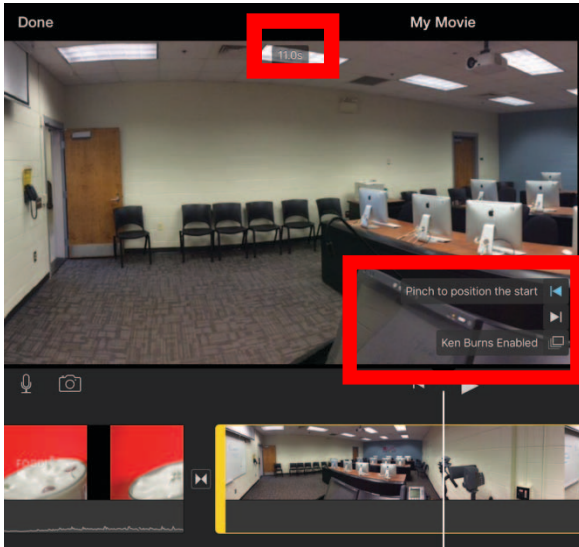 Done
My Movie
11.0s
Pinch to position the start
Ken Burns Enabled